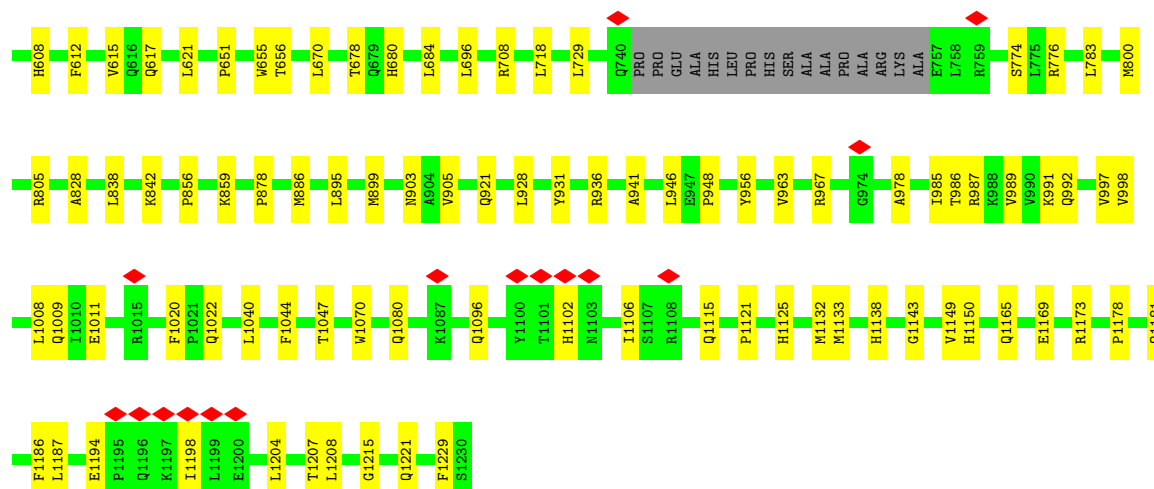 H608 F612 V615 Q616 Q617 L621 P651 W655 T656 L670 T678 Q679 H680 L684 L696 R708 L718 L729 Q740 PRO PRO GLU ALA HIS LEU PRO HIS SER ALA ALA PRO ALA ARG LYS ALA E757 L758 R759 S774 L775 R776 L783 M800
R805 A828 L838 K842 P856 K859 P878 M886 L895 M899 N903 A904 V905 Q921 L928 Y931 R936 A941 L946 E947 P948 Y956 V963 R967 G974 A978 I985 T986 R987 K988 V989 V990 K991 Q992 V997 V998
L1008 Q1009 I1010 E1011 R1015 F1020 P1021 Q1022 L1040 F1044 T1047 W1070 Q1080 K1087 Q1096 Y1100 T1101 H1102 N1103 I1106 S1107 R1108 Q1115 P1121 H1125 M1132 M1133 H1138 G1143 V1149 H1150 Q1165 E1169 R1173 P1178
F1186 L1187 E1194 P1195 Q1196 K1197 I1198 L1199 E1200 L1204 T1207 L1208 G1215 Q1221 F1229 S1230